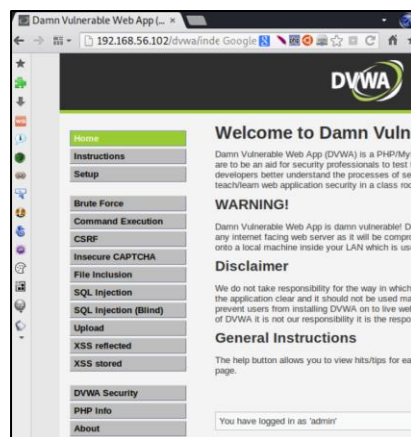 Damn Vulnerable Web App (...
192.168.56.102/dvwa/inde Google
DVWA
Home
Instructions
Setup
Brute Force
Command Execution
CSRF
Insecure CAPTCHA
File Inclusion
SQL Injection
SQL Injection (Blind)
Upload
XSS reflected
XSS stored
DVWA Security
PHP Info
About
Welcome to Damn Vuln
Damn Vulnerable Web App (DVWA) is a PHP/My
are to be an aid for security professionals to test
developers better understand the processes of se
teach/learn web application security in a class roo
WARNING!
Damn Vulnerable Web App is damn vulnerable! D
any internet facing web server as it will be compro
onto a local machine inside your LAN which is us
Disclaimer
We do not take responsibility for the way in which
the application clear and it should not be used ma
prevent users from installing DVWA on to live web
of DVWA it is not our responsibility it is the respo
General Instructions
The help button allows you to view hits/tips for ea
page.
You have logged in as 'admin'